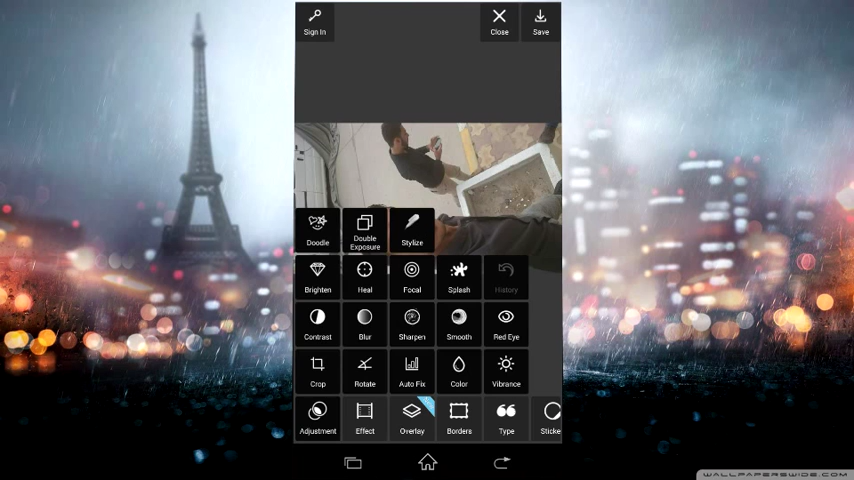 Sign In
Close
Save
Doodle
Double
Exposure
Stylize
Brighten
Heal
Focal
Splash
History
Contrast
Blur
Sharpen
Smooth
Red Eye
Crop
Rotate
Auto Fix
Color
Vibrance
Adjustment
Effect
Overlay
Borders
Type
Sticke
WALLPAPERSWIDE.COM